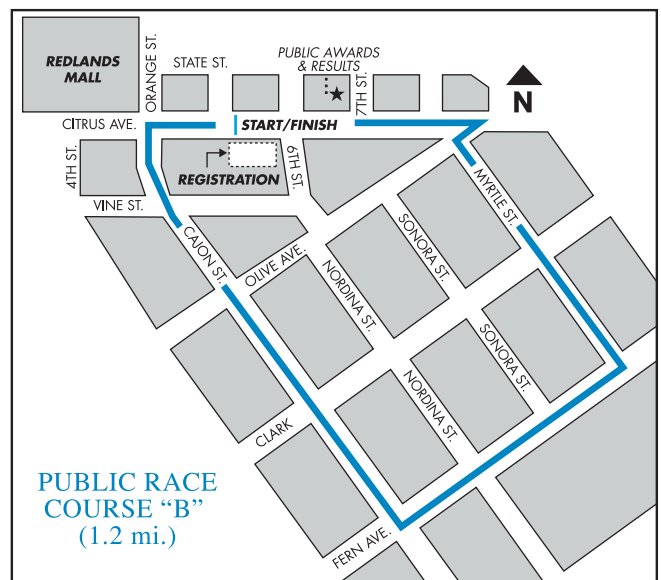 REDLANDS
MALL
ORANGE ST.
STATE ST.
PUBLIC AWARDS
& RESULTS
7TH ST.
N
CITRUS AVE.
START/FINISH
4TH ST.
REGISTRATION
6TH ST.
VINE ST.
MYRTLE ST.
CAJON ST.
OLIVE AVE.
SONORA ST.
NORDINA ST.
SONORA ST.
NORDINA ST.
CLARK
FERN AVE.
PUBLIC RACE
COURSE “B”
(1.2 mi.)